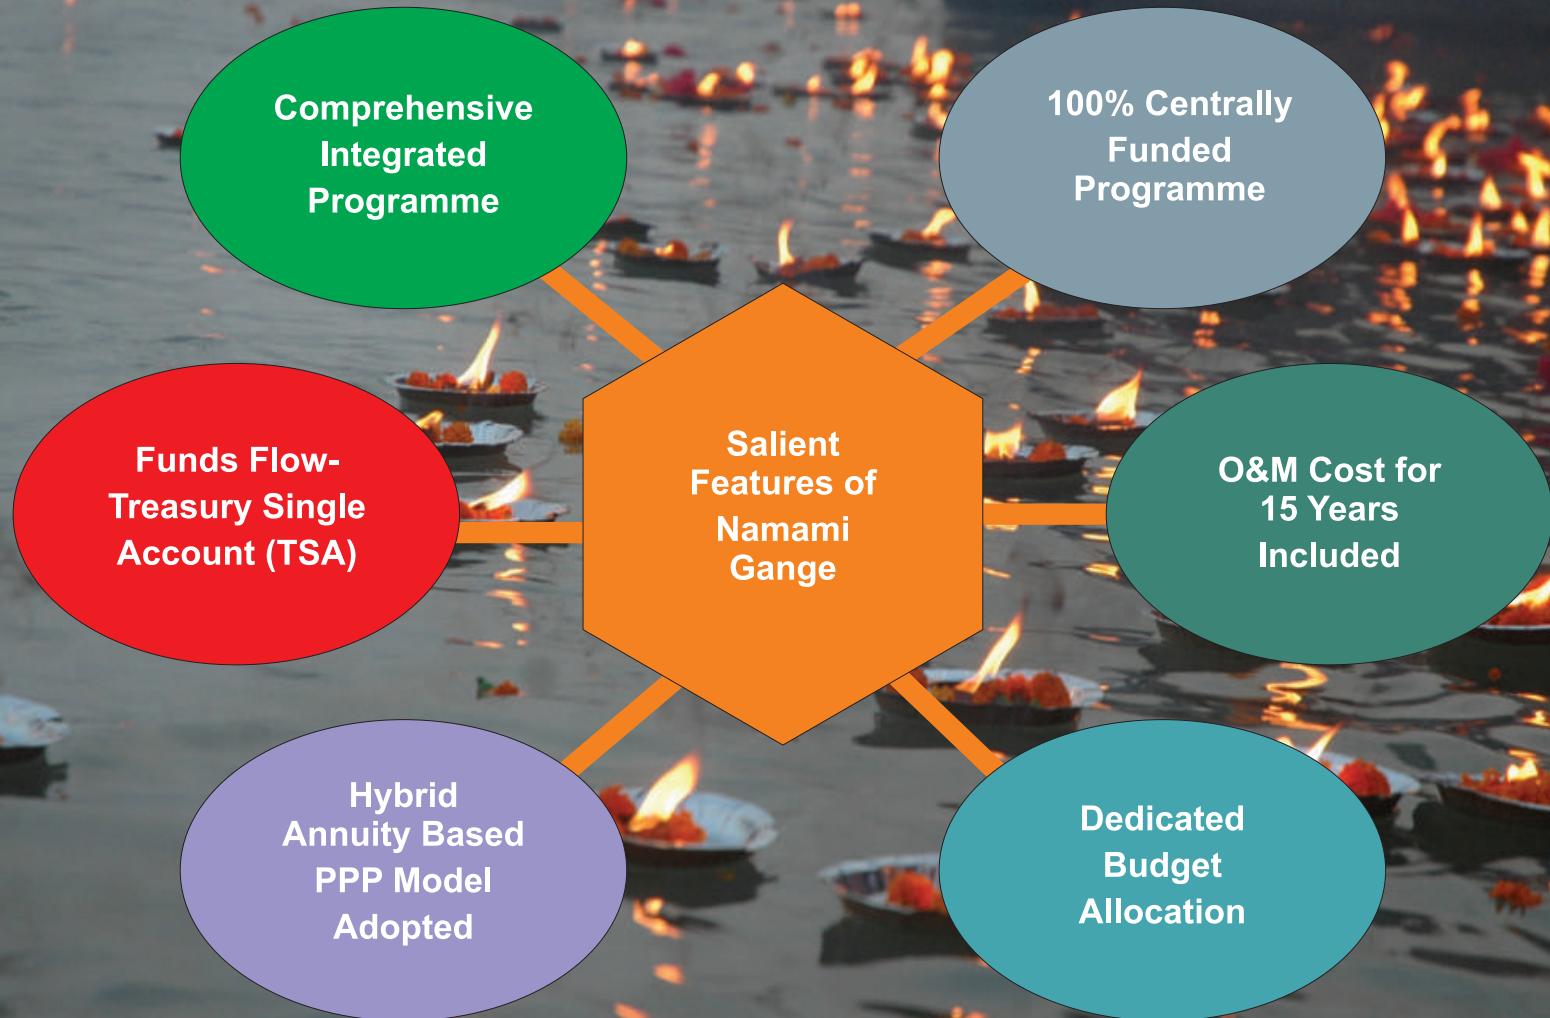 Comprehensive
Integrated
Programme
100% Centrally
Funded
Programme
Funds Flow-
Treasury Single
Account (TSA)
Salient
Features of
Namami
Gange
O&M Cost for
15 Years
Included
Hybrid
Annuity Based
PPP Model
Adopted
Dedicated
Budget
Allocation